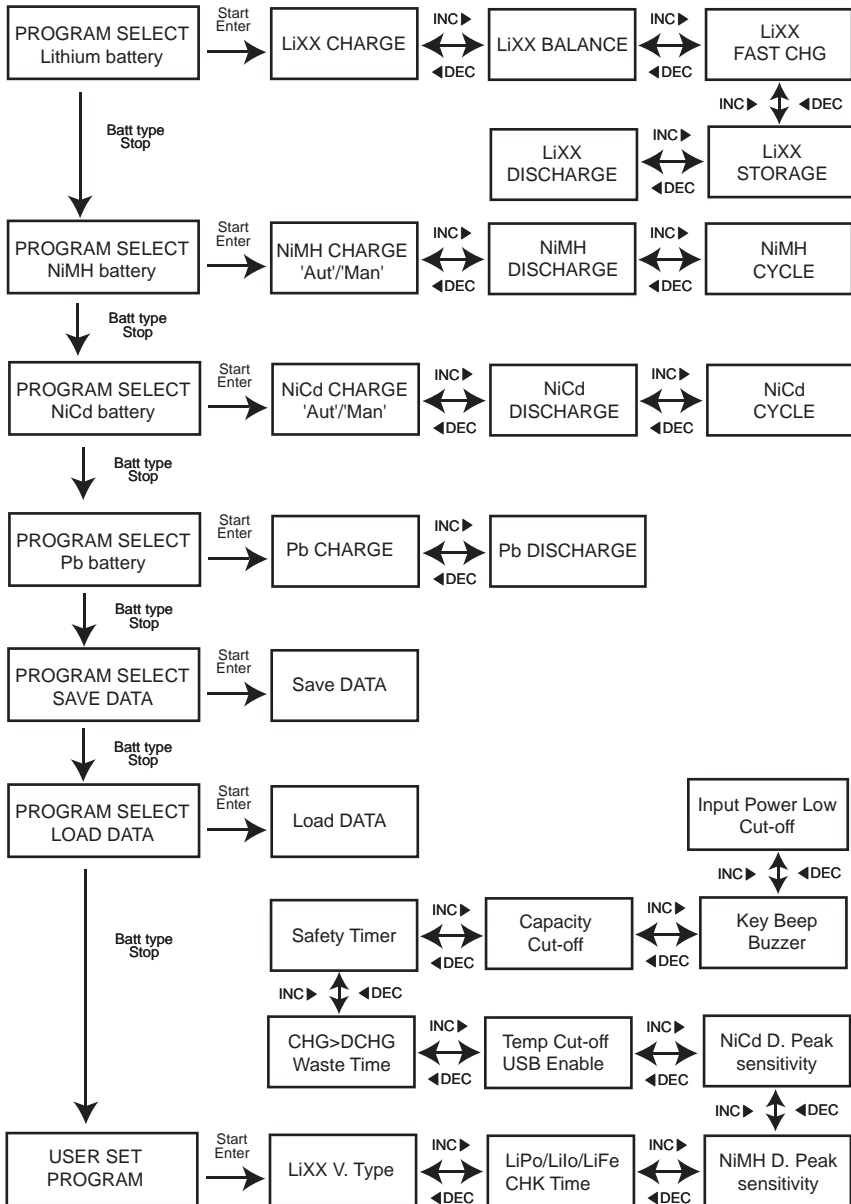 PROGRAM SELECT
Lithium battery
Start
Enter
LiXX CHARGE
INC▶
◀DEC
LiXX BALANCE
INC▶
◀DEC
LiXX
FAST CHG
INC▶
◀DEC
Batt type
Stop
LiXX
DISCHARGE
INC▶
◀DEC
LiXX
STORAGE
PROGRAM SELECT
NiMH battery
Start
Enter
NiMH CHARGE
'Aut'/'Man'
INC▶
◀DEC
NiMH
DISCHARGE
INC▶
◀DEC
NiMH
CYCLE
Batt type
Stop
PROGRAM SELECT
NiCd battery
Start
Enter
NiCd CHARGE
'Aut'/'Man'
INC▶
◀DEC
NiCd
DISCHARGE
INC▶
◀DEC
NiCd
CYCLE
Batt type
Stop
PROGRAM SELECT
Pb battery
Start
Enter
Pb CHARGE
INC▶
◀DEC
Pb DISCHARGE
Batt type
Stop
PROGRAM SELECT
SAVE DATA
Start
Enter
Save DATA
Batt type
Stop
PROGRAM SELECT
LOAD DATA
Start
Enter
Load DATA
Input Power Low
Cut-off
INC▶
◀DEC
Batt type
Stop
Safety Timer
INC▶
◀DEC
Capacity
Cut-off
INC▶
◀DEC
Key Beep
Buzzer
INC▶
◀DEC
CHG>DCHG
Waste Time
INC▶
◀DEC
Temp Cut-off
USB Enable
INC▶
◀DEC
NiCd D. Peak
sensitivity
INC▶
◀DEC
USER SET
PROGRAM
Start
Enter
LiXX V. Type
INC▶
◀DEC
LiPo/LiIo/LiFe
CHK Time
INC▶
◀DEC
NiMH D. Peak
sensitivity